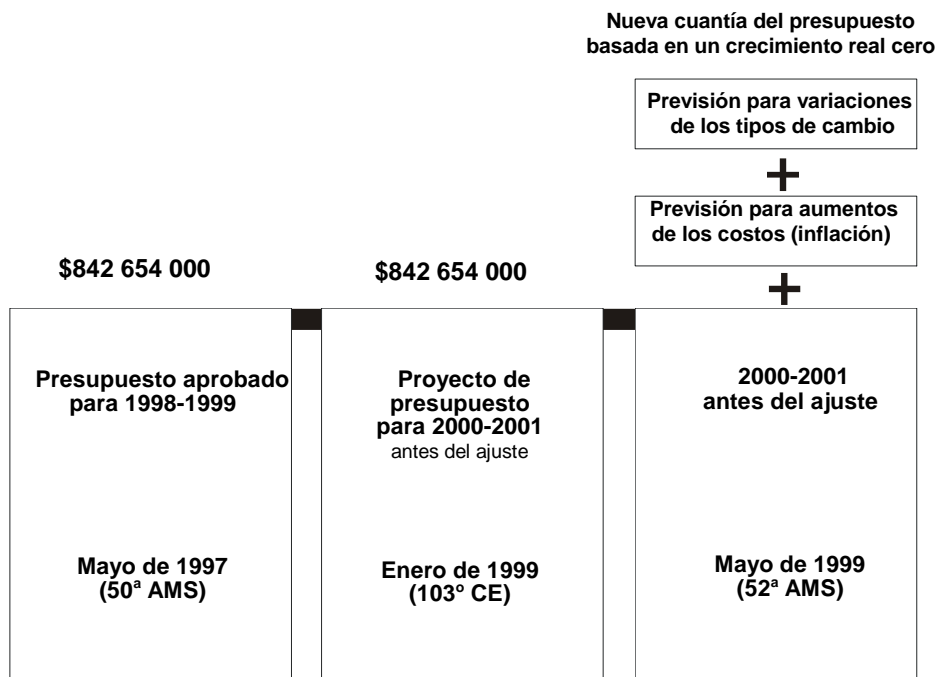 Nueva cuantía del presupuesto
basada en un crecimiento real cero
Previsión para variaciones
de los tipos de cambio
+
Previsión para aumentos
de los costos (inflación)
+
$842 654 000
$842 654 000
Presupuesto aprobado
para 1998-1999
Mayo de 1997
(50ª AMS)
Proyecto de
presupuesto
para 2000-2001
antes del ajuste
Enero de 1999
(103º CE)
2000-2001
antes del ajuste
Mayo de 1999
(52ª AMS)